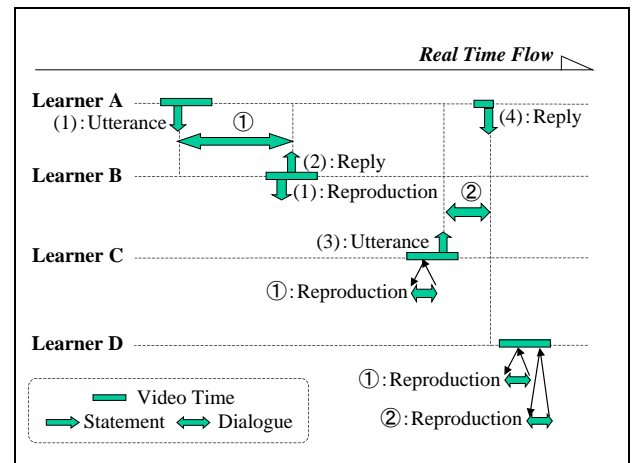 Real Time Flow
Learner A
(1):Utterance
①
(4):Reply
(2):Reply
Learner B
(1):Reproduction
②
(3):Utterance
Learner C
①:Reproduction
Learner D
①:Reproduction
②:Reproduction
Video Time
Statement
Dialogue